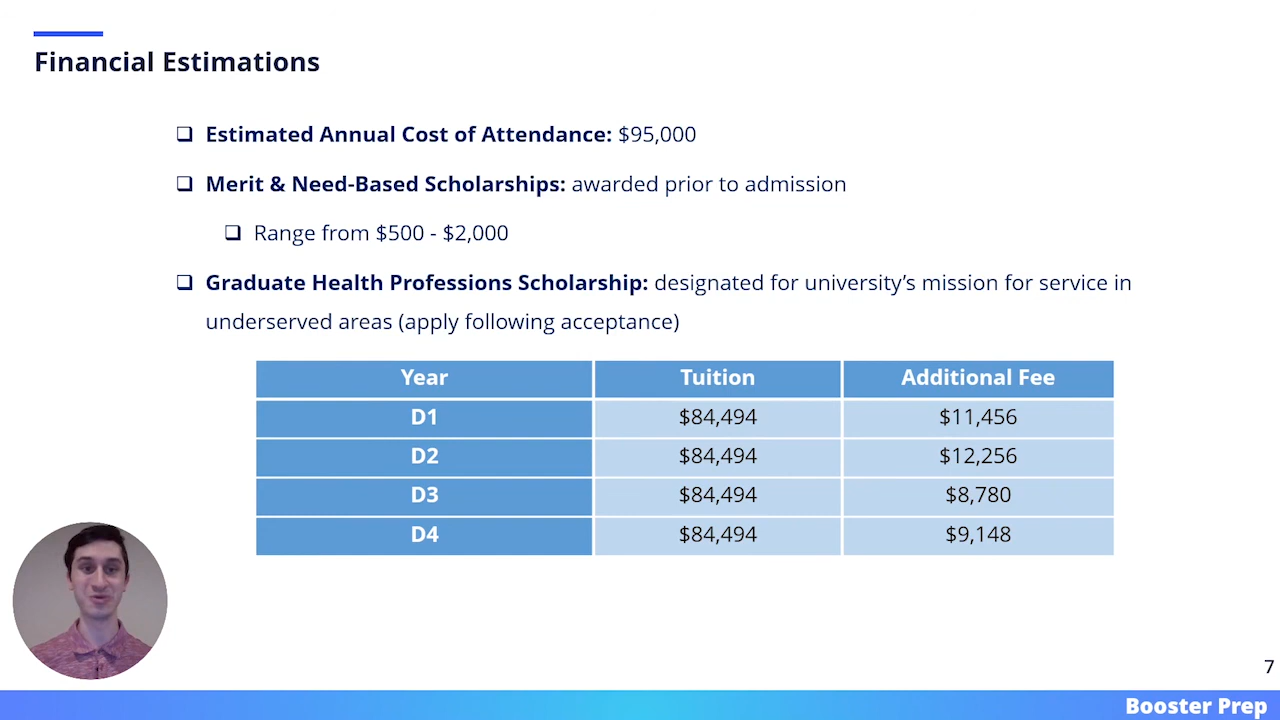 Financial Estimations
❑ Estimated Annual Cost of Attendance: $95,000
❑ Merit & Need-Based Scholarships: awarded prior to admission
❑ Range from $500 - $2,000
❑ Graduate Health Professions Scholarship: designated for university’s mission for service in
underserved areas (apply following acceptance)
Year Tuition Additional Fee
D1 $84,494 $11,456
D2 $84,494 $12,256
D3 $84,494 $8,780
D4 $84,494 $9,148
7
Booster Prep